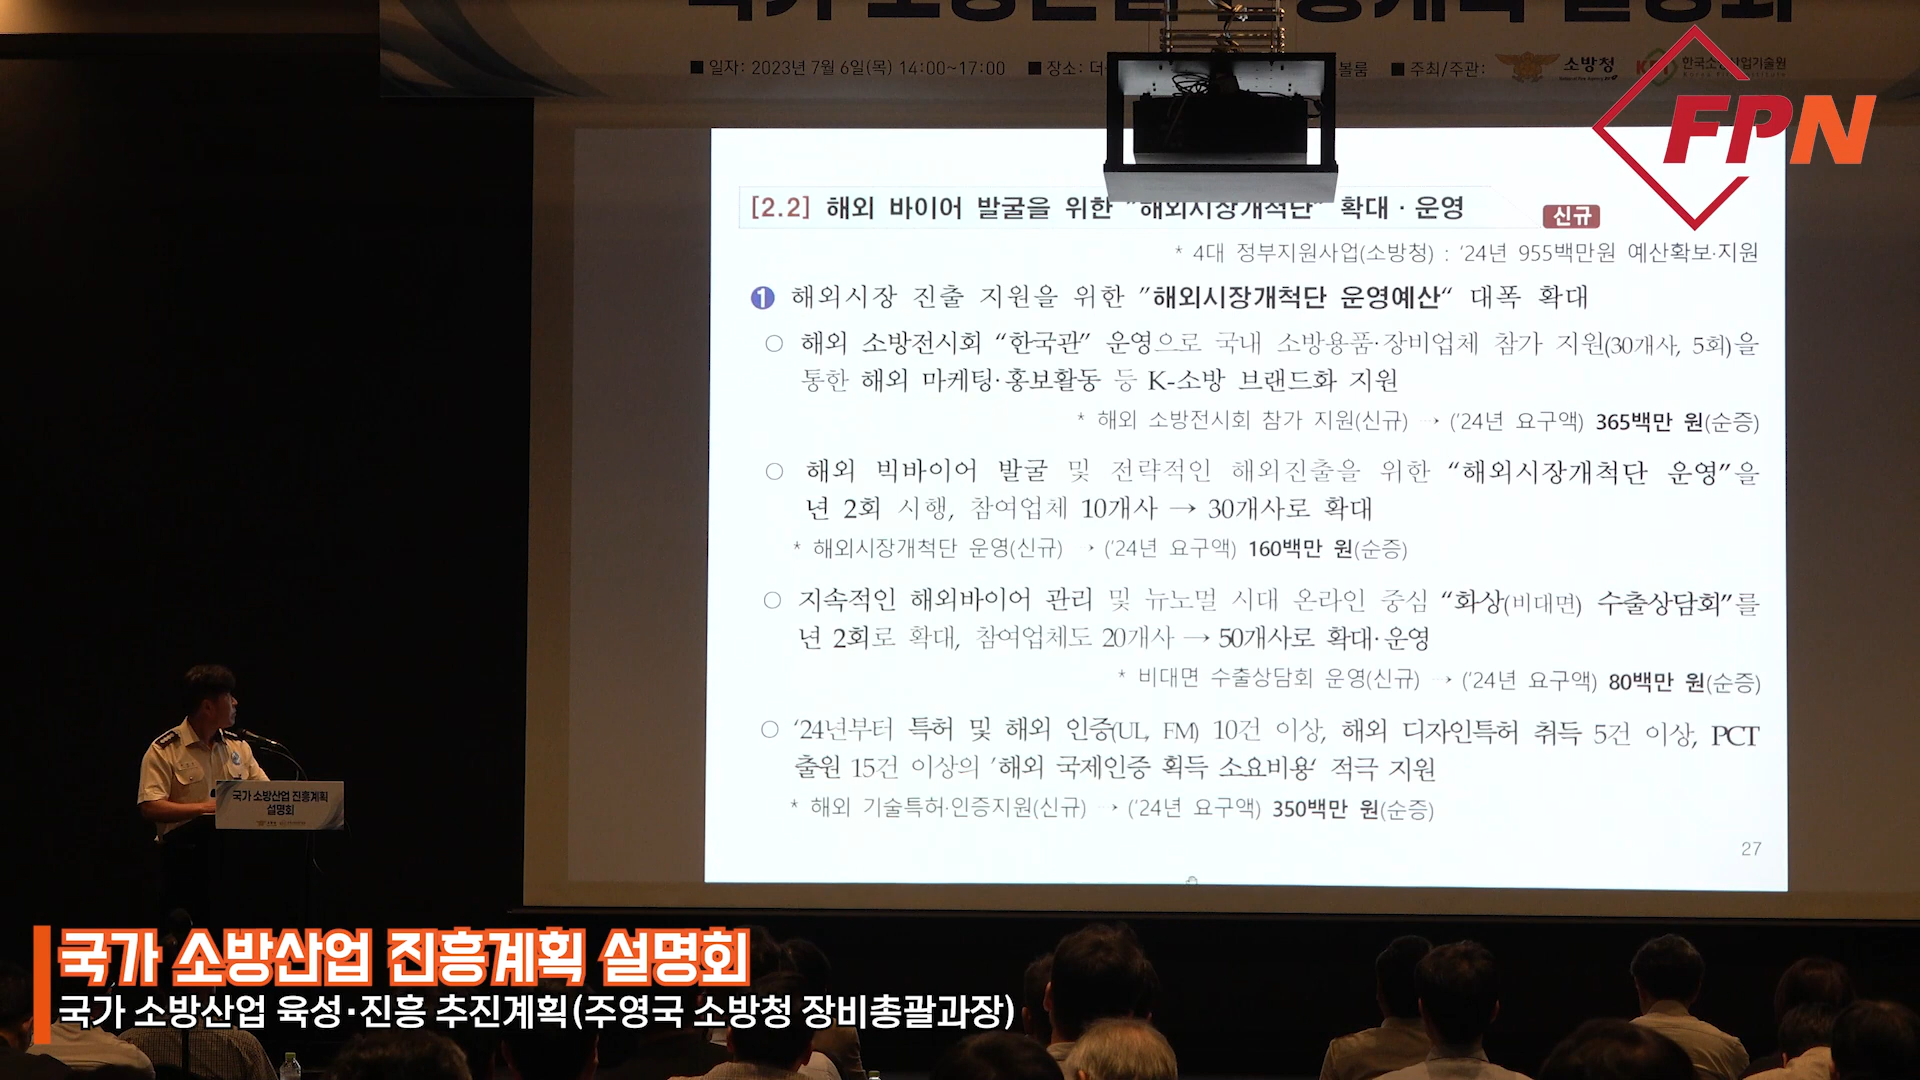 ■ 일자: 2023년 7월 6일(목) 14:00~17:00 ■ 장소: 더 볼룸 ■ 주최/주관: 소방청
FPN
[2.2] 해외 바이어 발굴을 위한 "해외시장개척단" 확대·운영
신규
* 4대 정부지원사업(소방청) : '24년 955백만원 예산확보·지원
1 해외시장 진출 지원을 위한 "해외시장개척단 운영예산" 대폭 확대
○ 해외 소방전시회 "한국관" 운영으로 국내 소방용품·장비업체 참가 지원(30개사, 5회)을
통한 해외 마케팅·홍보활동 등 K-소방 브랜드화 지원
* 해외 소방전시회 참가 지원(신규) → ('24년 요구액) 365백만 원(순증)
○ 해외 빅바이어 발굴 및 전략적인 해외진출을 위한 "해외시장개척단 운영"을
년 2회 시행, 참여업체 10개사 → 30개사로 확대
* 해외시장개척단 운영(신규) → ('24년 요구액) 160백만 원(순증)
○ 지속적인 해외바이어 관리 및 뉴노멀 시대 온라인 중심 "화상(비대면) 수출상담회"를
년 2회로 확대, 참여업체도 20개사 → 50개사로 확대·운영
* 비대면 수출상담회 운영(신규) → ('24년 요구액) 80백만 원(순증)
○ '24년부터 특허 및 해외 인증(UL, FM) 10건 이상, 해외 디자인특허 취득 5건 이상, PCT
출원 15건 이상의 '해외 국제인증 획득 소요비용' 적극 지원
* 해외 기술특허·인증지원(신규) → ('24년 요구액) 350백만 원(순증)
27
국가 소방산업 진흥계획
설명회
국가 소방산업 진흥계획 설명회
국가 소방산업 육성·진흥 추진계획(주영국 소방청 장비총괄과장)